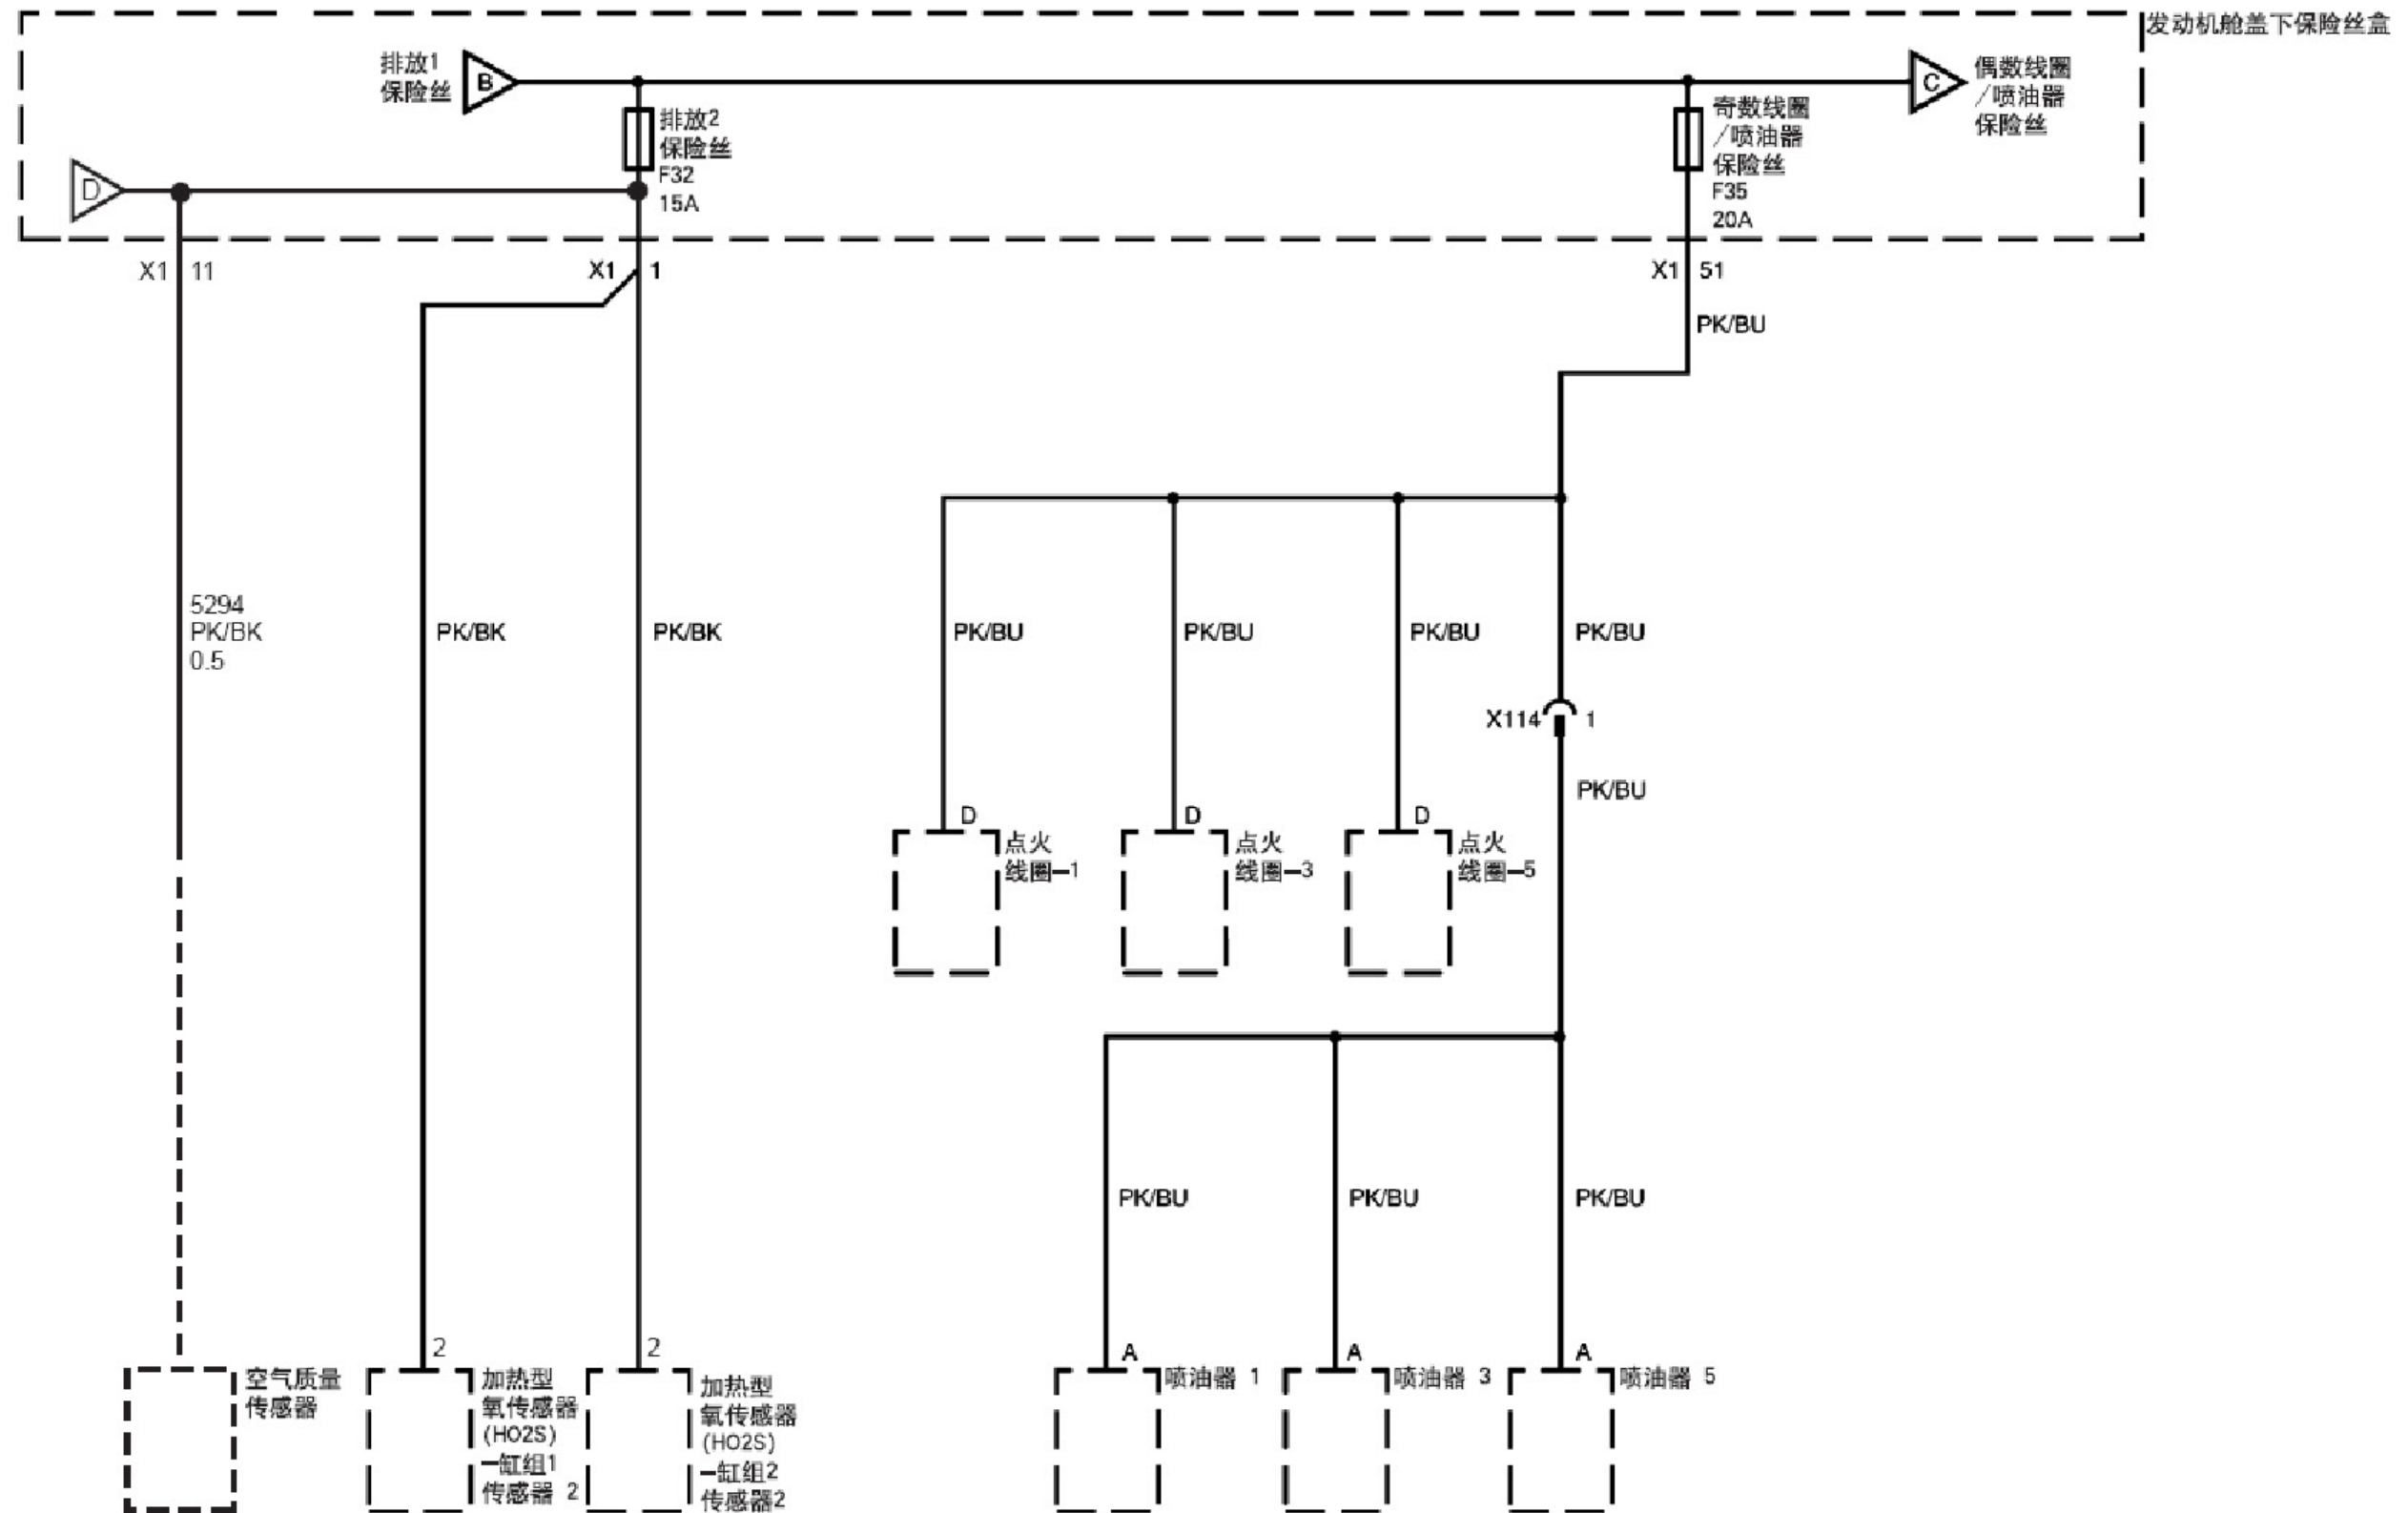 发动机舱盖下保险丝盒
排放1
保险丝
B
排放2
保险丝
F32
15A
奇数线圈
/喷油器
保险丝
F35
20A
C
偶数线圈
/喷油器
保险丝
D
X1 11
X1 1
X1 51
PK/BU
5294
PK/BK
0.5
PK/BK
PK/BK
PK/BU
PK/BU
PK/BU
PK/BU
X114 1
PK/BU
D
点火
线圈-1
D
点火
线圈-3
D
点火
线圈-5
PK/BU
PK/BU
PK/BU
空气质量
传感器
2
加热型
氧传感器
(HO2S)
-缸组1
传感器 2
2
加热型
氧传感器
(HO2S)
-缸组2
传感器2
A
喷油器 1
A
喷油器 3
A
喷油器 5